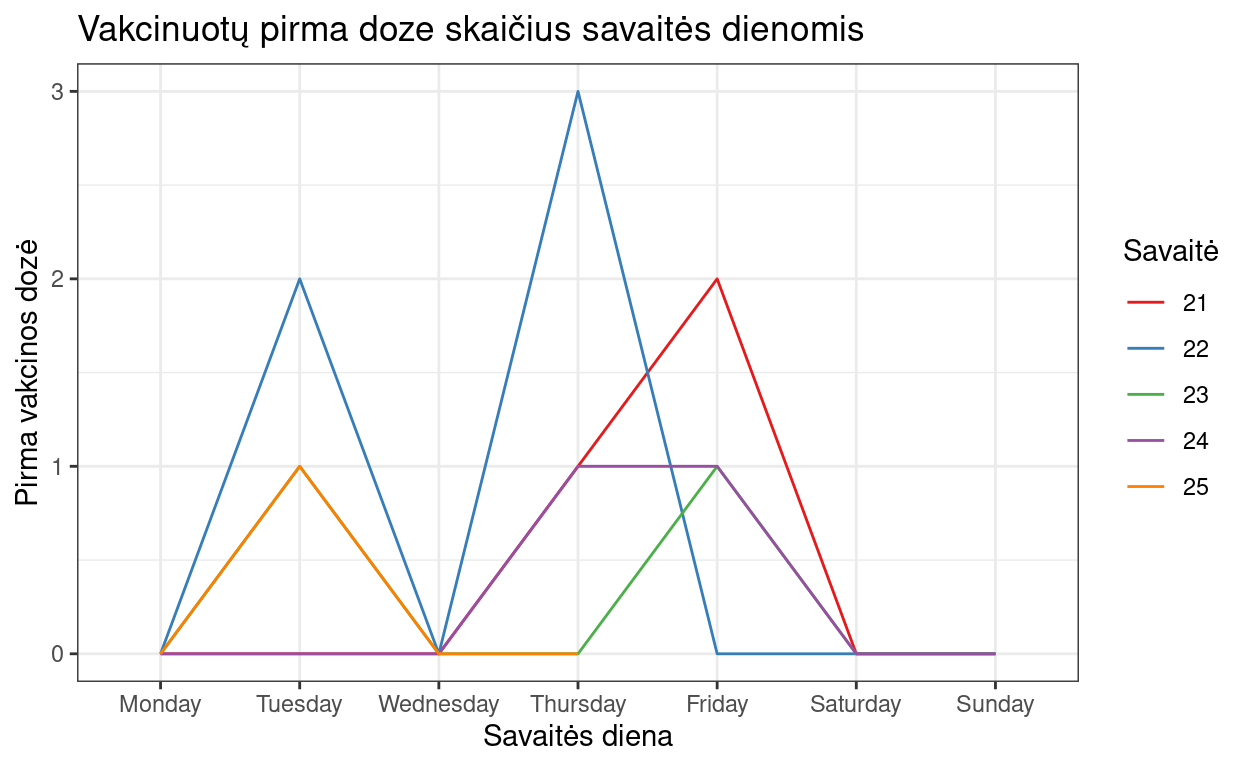 Vakcinuotų pirma doze skaičius savaitės dienomis
Pirma vakcinos dozė
3
2
1
0
Monday Tuesday Wednesday Thursday Friday Saturday Sunday
Savaitės diena
Savaitė
21
22
23
24
25